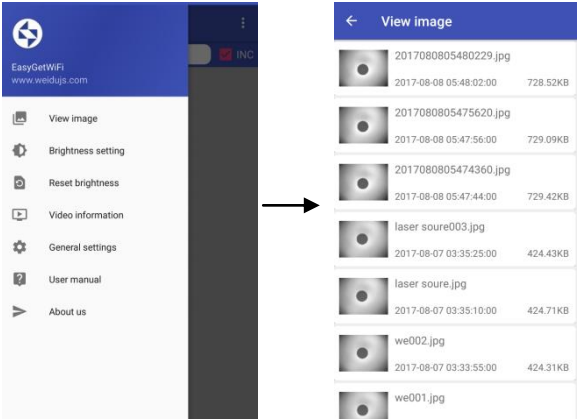 EasyGetWiFi
www.weidujs.com
INC
View image
Brightness setting
Reset brightness
Video information
General settings
User manual
About us
View image
2017080805480229.jpg
2017-08-08 05:48:02:00 728.52KB
2017080805475620.jpg
2017-08-08 05:47:56:00 729.09KB
2017080805474360.jpg
2017-08-08 05:47:44:00 729.42KB
laser soure003.jpg
2017-08-07 03:35:25:00 424.43KB
laser soure.jpg
2017-08-07 03:35:10:00 424.71KB
we002.jpg
2017-08-07 03:33:55:00 424.31KB
we001.jpg